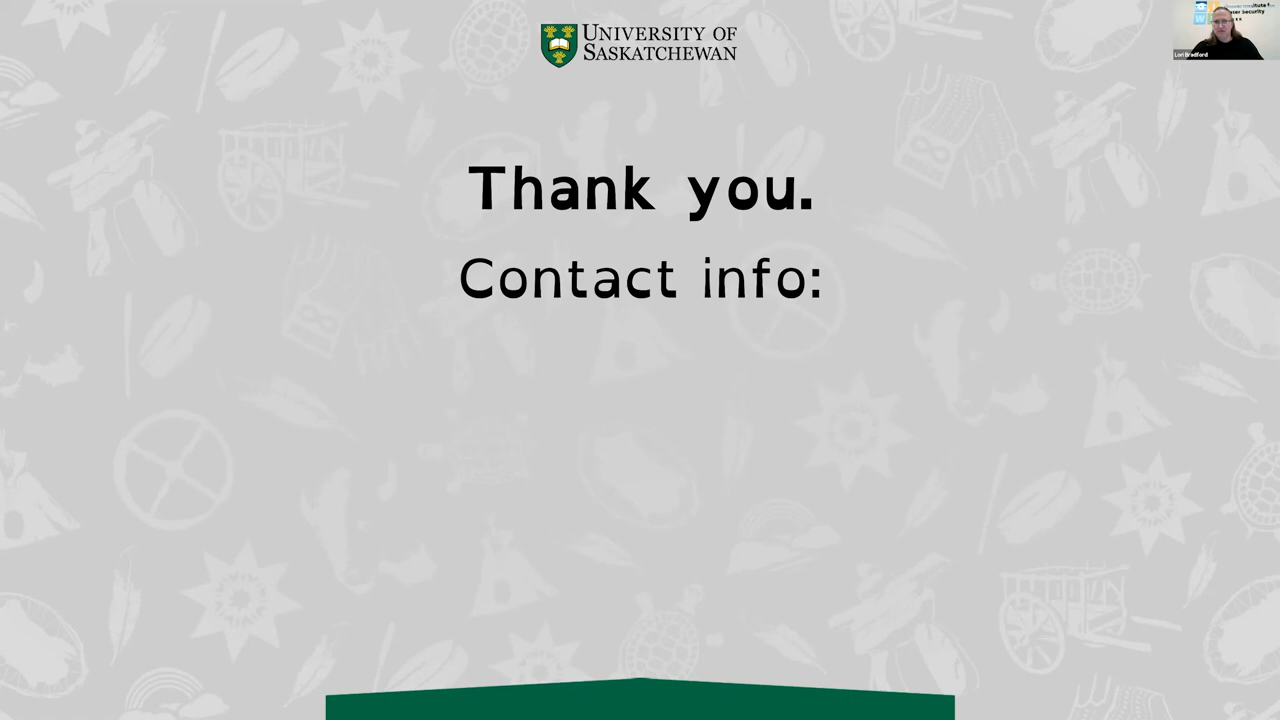 UNIVERSITY OF
SASKATCHEWAN
Lori Bradford
Thank you.
Contact info: